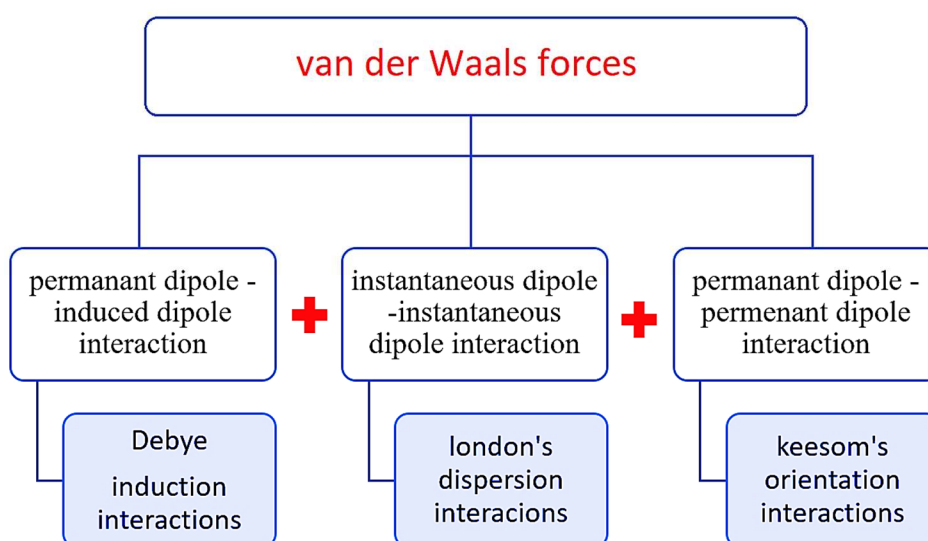 van der Waals forces
permanant dipole -
induced dipole
interaction
instantaneous dipole
-instantaneous
dipole interaction
permanant dipole -
permenant dipole
interaction
Debye
induction
interactions
london's
dispersion
interacions
keesom's
orientation
interactions